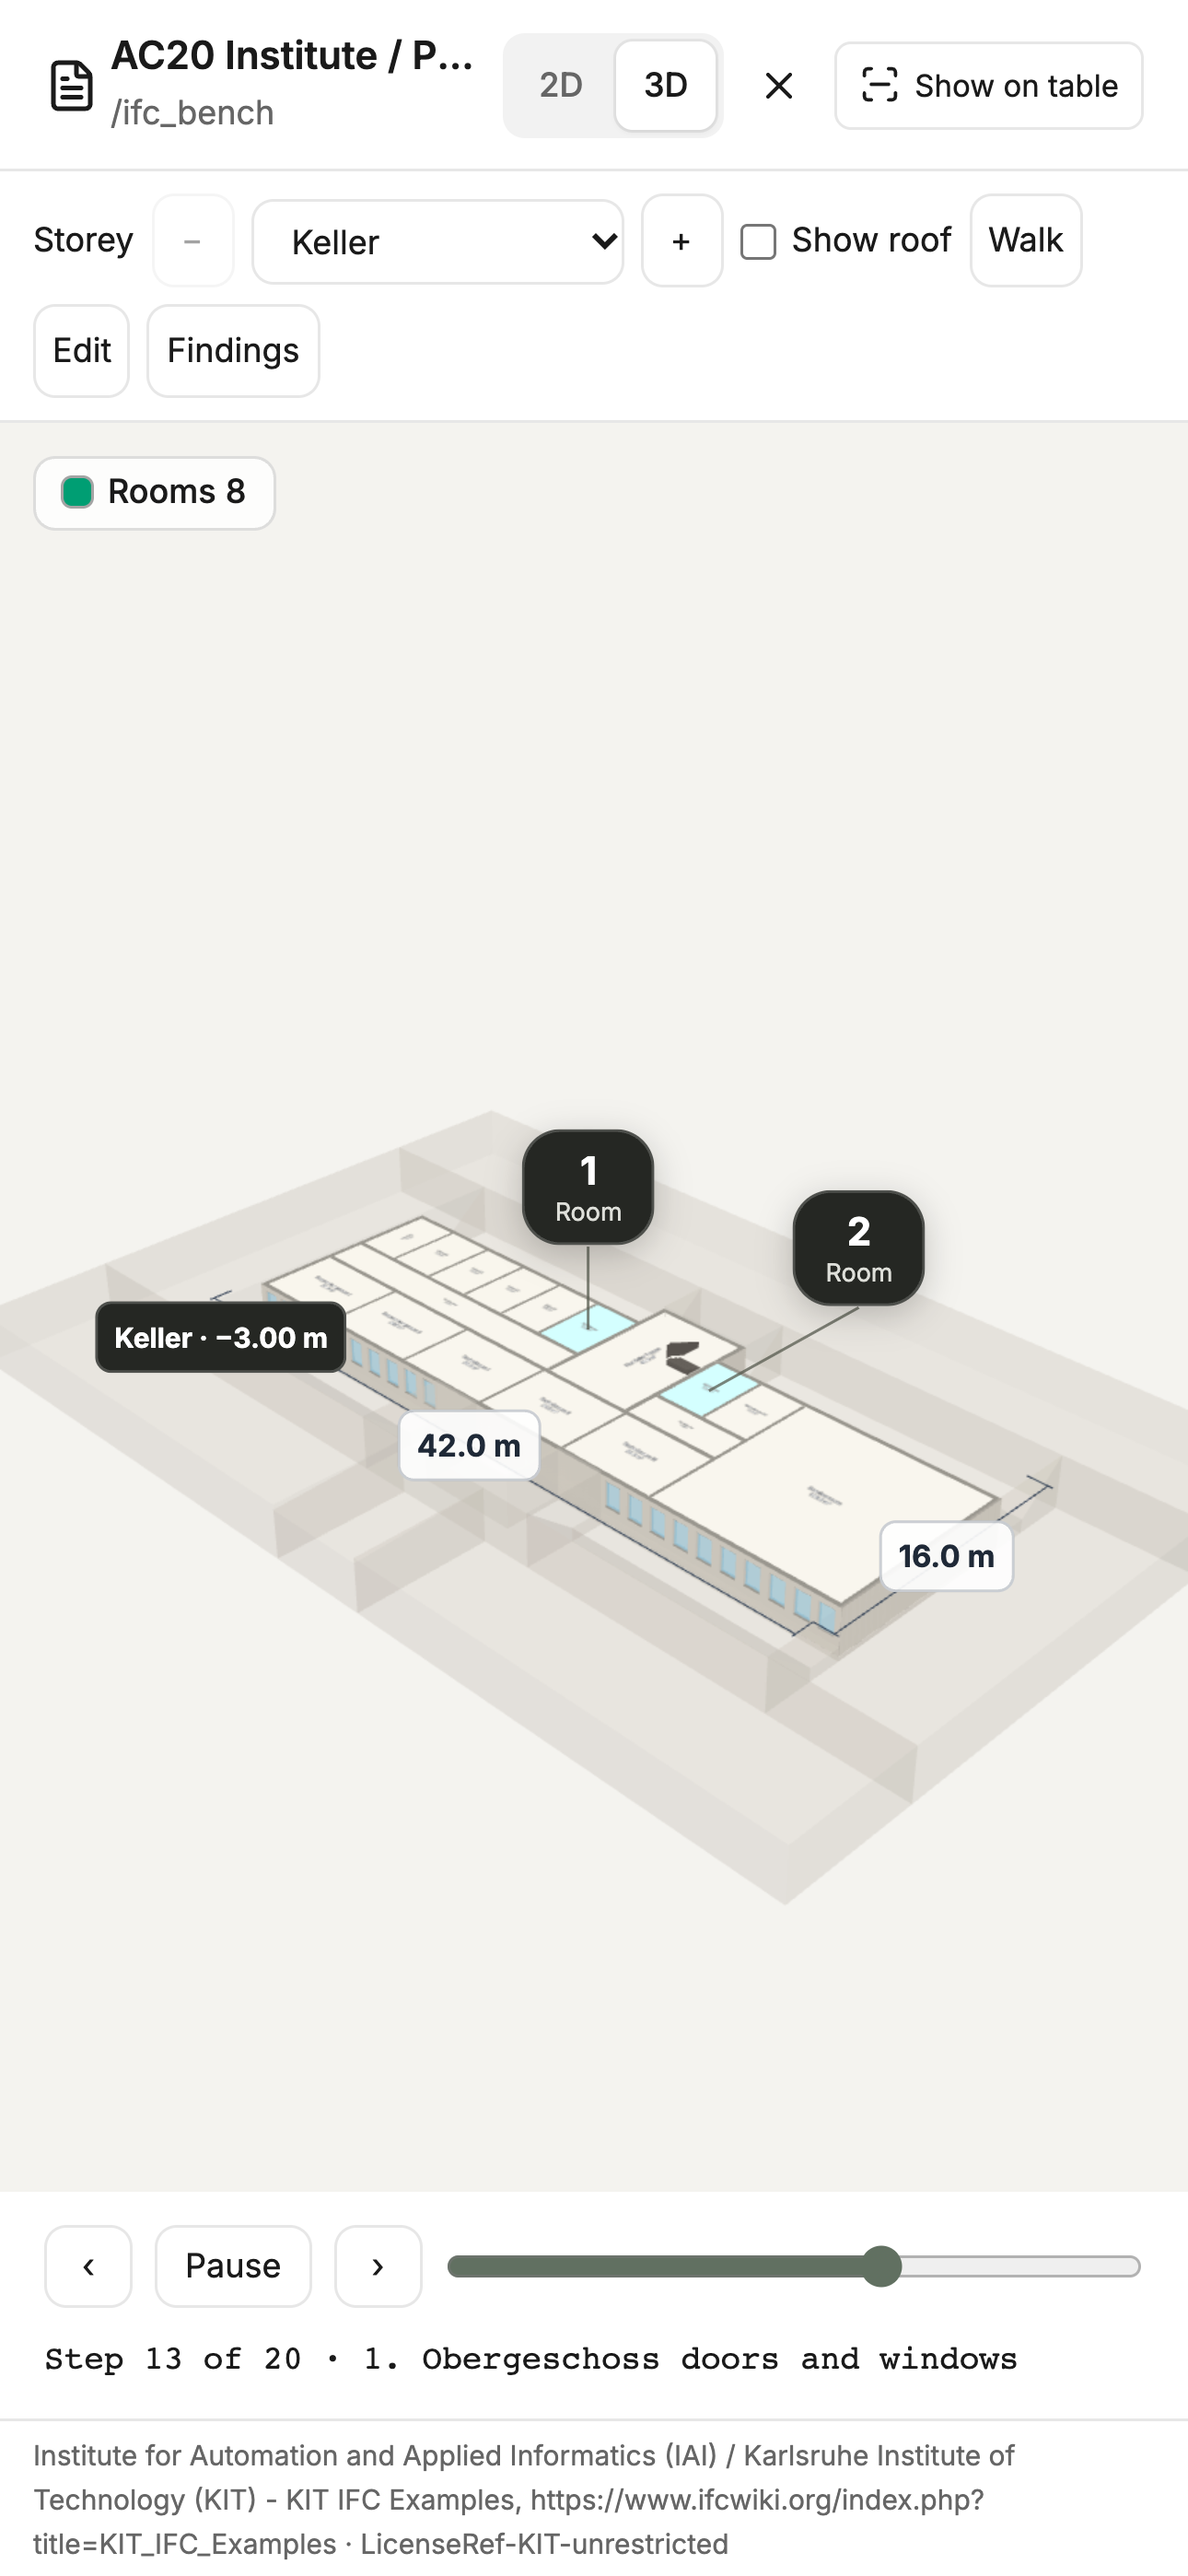 AC20 Institute / P...
/ifc_bench
2D
3D
Show on table
Storey
−
Keller
+
Show roof
Walk
Edit
Findings
Rooms 8
1
Room
2
Room
Keller · −3.00 m
42.0 m
16.0 m
‹
Pause
›
Step 13 of 20 · 1. Obergeschoss doors and windows
Institute for Automation and Applied Informatics (IAI) / Karlsruhe Institute of
Technology (KIT) - KIT IFC Examples, https://www.ifcwiki.org/index.php?
title=KIT_IFC_Examples · LicenseRef-KIT-unrestricted